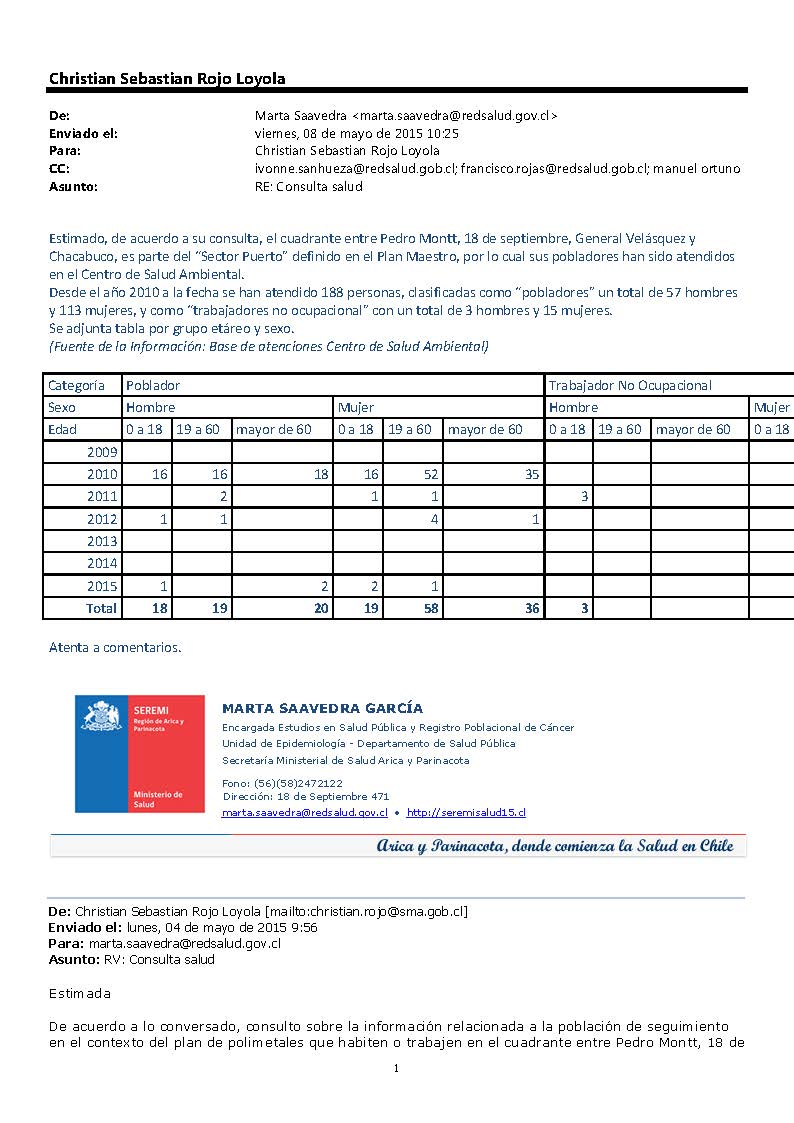 Christian Sebastian Rojo Loyola
De: Marta Saavedra <marta.saavedra@redsalud.gov.cl>
Enviado el: viernes, 08 de mayo de 2015 10:25
Para: Christian Sebastian Rojo Loyola
CC: ivonne.sanhueza@redsalud.gob.cl; francisco.rojas@redsalud.gob.cl; manuel ortuno
Asunto: RE: Consulta salud
Estimado, de acuerdo a su consulta, el cuadrante entre Pedro Montt, 18 de septiembre, General Velásquez y
Chacabuco, es parte del “Sector Puerto” definido en el Plan Maestro, por lo cual sus pobladores han sido atendidos
en el Centro de Salud Ambiental.
Desde el año 2010 a la fecha se han atendido 188 personas, clasificadas como “pobladores” un total de 57 hombres
y 113 mujeres, y como “trabajadores no ocupacional” con un total de 3 hombres y 15 mujeres.
Se adjunta tabla por grupo etáreo y sexo.
(Fuente de la Información: Base de atenciones Centro de Salud Ambiental)
Categoría Poblador Trabajador No Ocupacional
Sexo Hombre Mujer Hombre Mujer
Edad 0 a 18 19 a 60 mayor de 60 0 a 18 19 a 60 mayor de 60 0 a 18 19 a 60 mayor de 60 0 a 18
2009
2010 16 16 18 16 52 35
2011 2 1 1 3
2012 1 1 4 1
2013
2014
2015 1 2 2 1
Total 18 19 20 19 58 36 3
Atenta a comentarios.
SEREMI
Región de Arica y
Parinacota
Ministerio de
Salud
MARTA SAAVEDRA GARCÍA
Encargada Estudios en Salud Pública y Registro Poblacional de Cáncer
Unidad de Epidemiología - Departamento de Salud Pública
Secretaría Ministerial de Salud Arica y Parinacota
Fono: (56)(58)2472122
Dirección: 18 de Septiembre 471
marta.saavedra@redsalud.gov.cl • http://seremisalud15.cl
Arica y Parinacota, donde comienza la Salud en Chile
De: Christian Sebastian Rojo Loyola [mailto:christian.rojo@sma.gob.cl]
Enviado el: lunes, 04 de mayo de 2015 9:56
Para: marta.saavedra@redsalud.gov.cl
Asunto: RV: Consulta salud
Estimada
De acuerdo a lo conversado, consulto sobre la información relacionada a la población de seguimiento
en el contexto del plan de polimetales que habiten o trabajen en el cuadrante entre Pedro Montt, 18 de
1